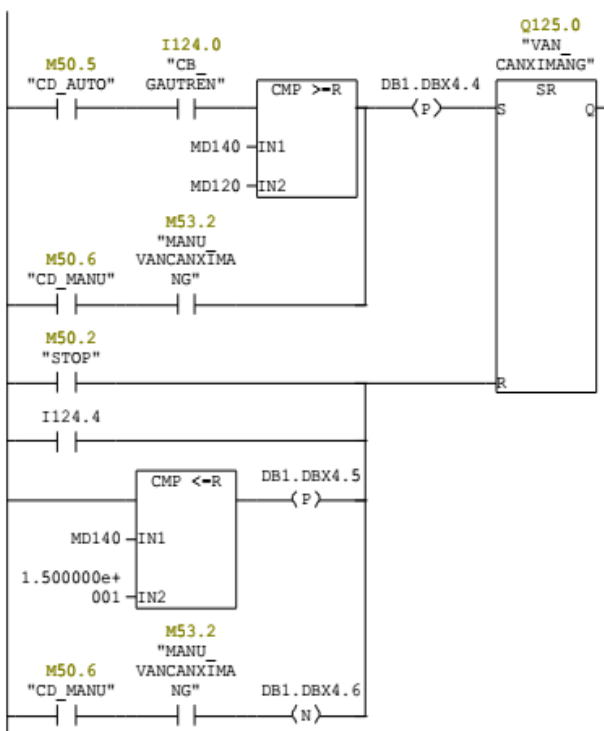 Q125.0
"VAN_
CANXIMANG"
SR
S
Q
R
I124.0
"CB_
GAUTREN"
M50.5
"CD_AUTO"
CMP >=R
DB1.DBX4.4
(P)
MD140
IN1
MD120
IN2
M53.2
"MANU_
VANCANXIMA
NG"
M50.6
"CD_MANU"
M50.2
"STOP"
I124.4
CMP <=R
DB1.DBX4.5
(P)
MD140
IN1
1.500000e+
001
IN2
M53.2
"MANU_
VANCANXIMA
NG"
M50.6
"CD_MANU"
DB1.DBX4.6
(N)